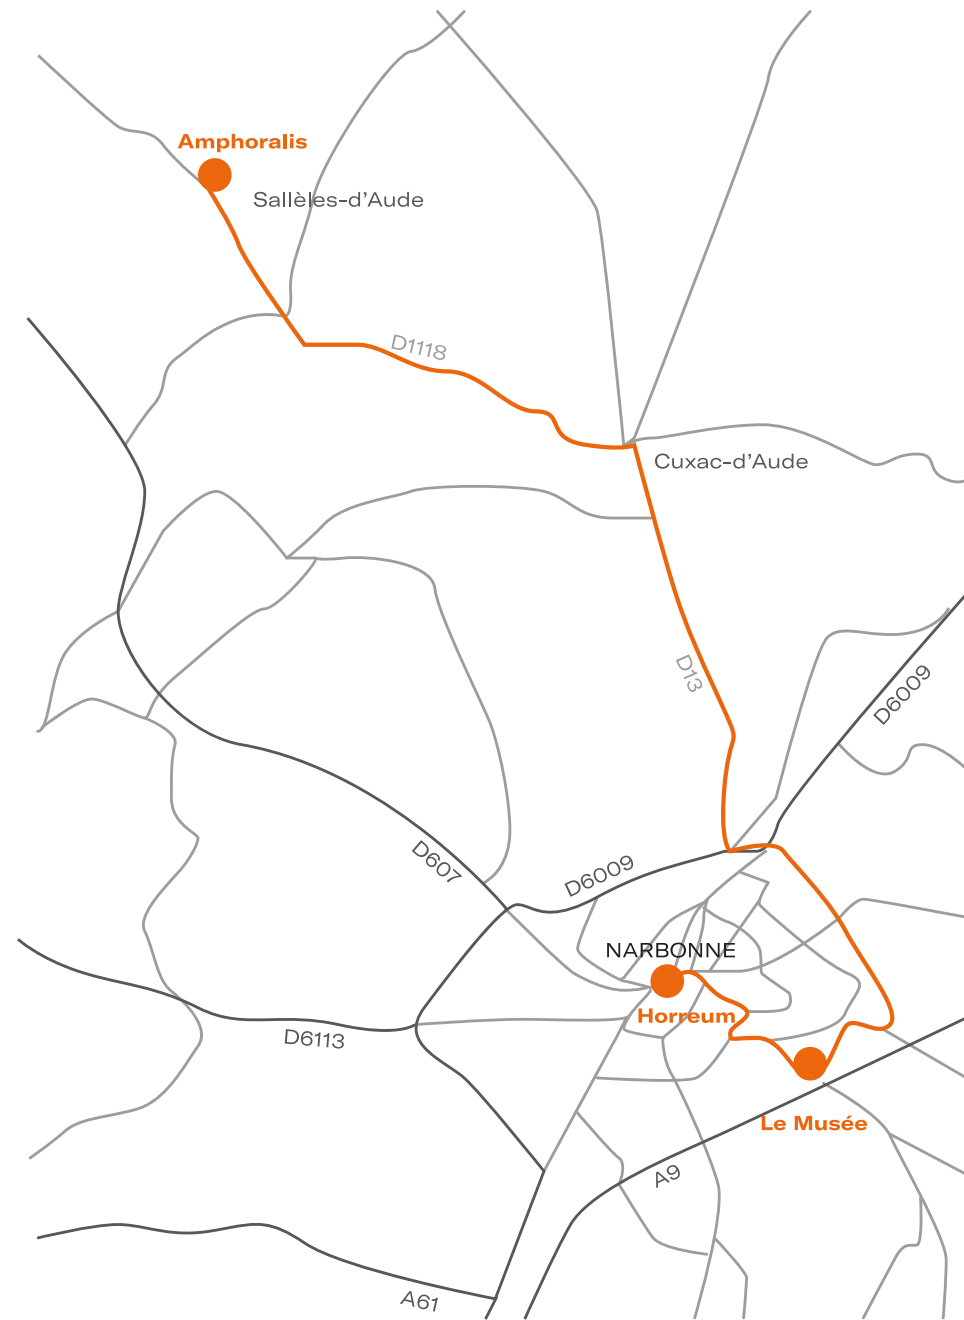 Amphoralis
Sallèles-d'Aude
D1118
Cuxac-d'Aude
D13
D6009
D607
D6009
NARBONNE
Horreum
D6113
Le Musée
A9
A61